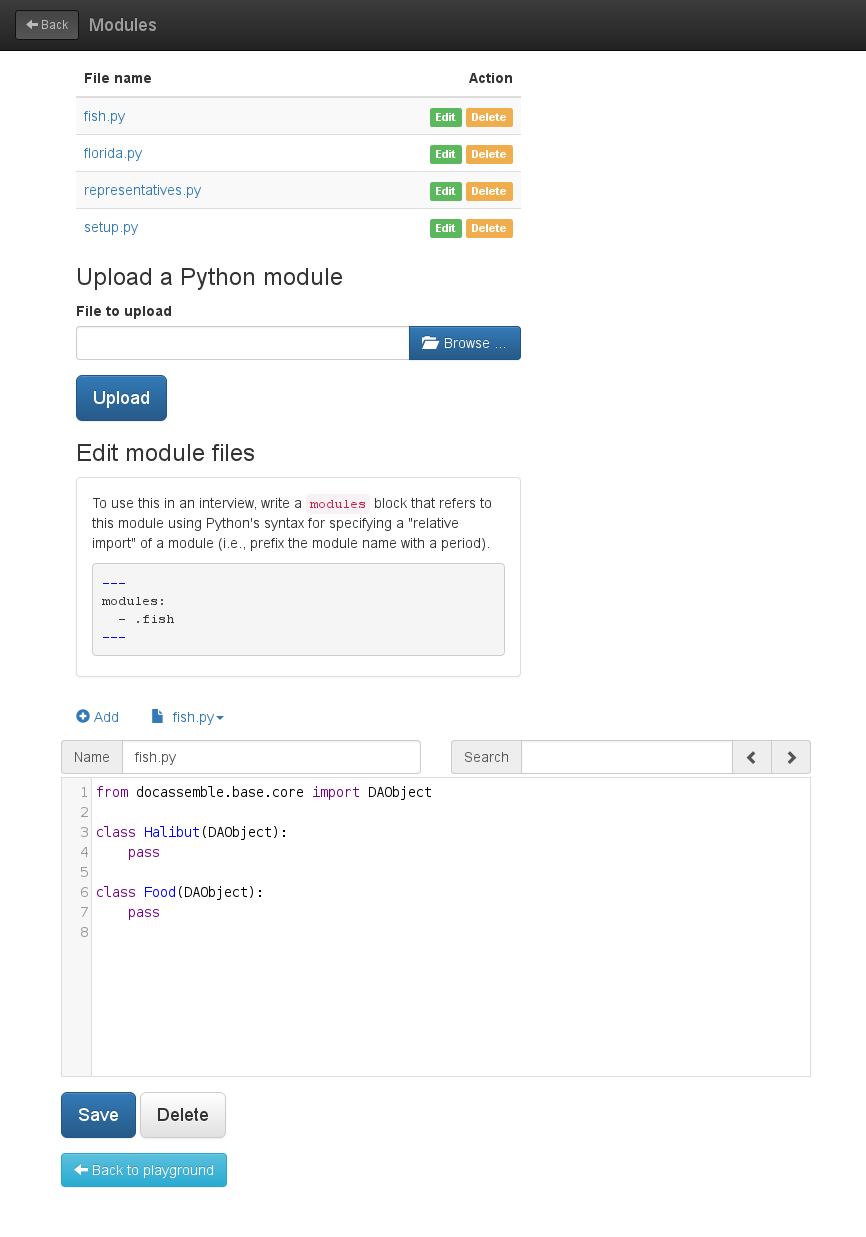 Back Modules
File name Action
fish.py Edit Delete
florida.py Edit Delete
representatives.py Edit Delete
setup.py Edit Delete
Upload a Python module
File to upload
Browse ...
Upload
Edit module files
To use this in an interview, write a modules block that refers to
this module using Python's syntax for specifying a "relative
import" of a module (i.e., prefix the module name with a period).
---
modules:
  - .fish
---
Add fish.py
Name fish.py Search
1 from docassemble.base.core import DAObject
2
3 class Halibut(DAObject):
4     pass
5
6 class Food(DAObject):
7     pass
8
Save Delete
Back to playground